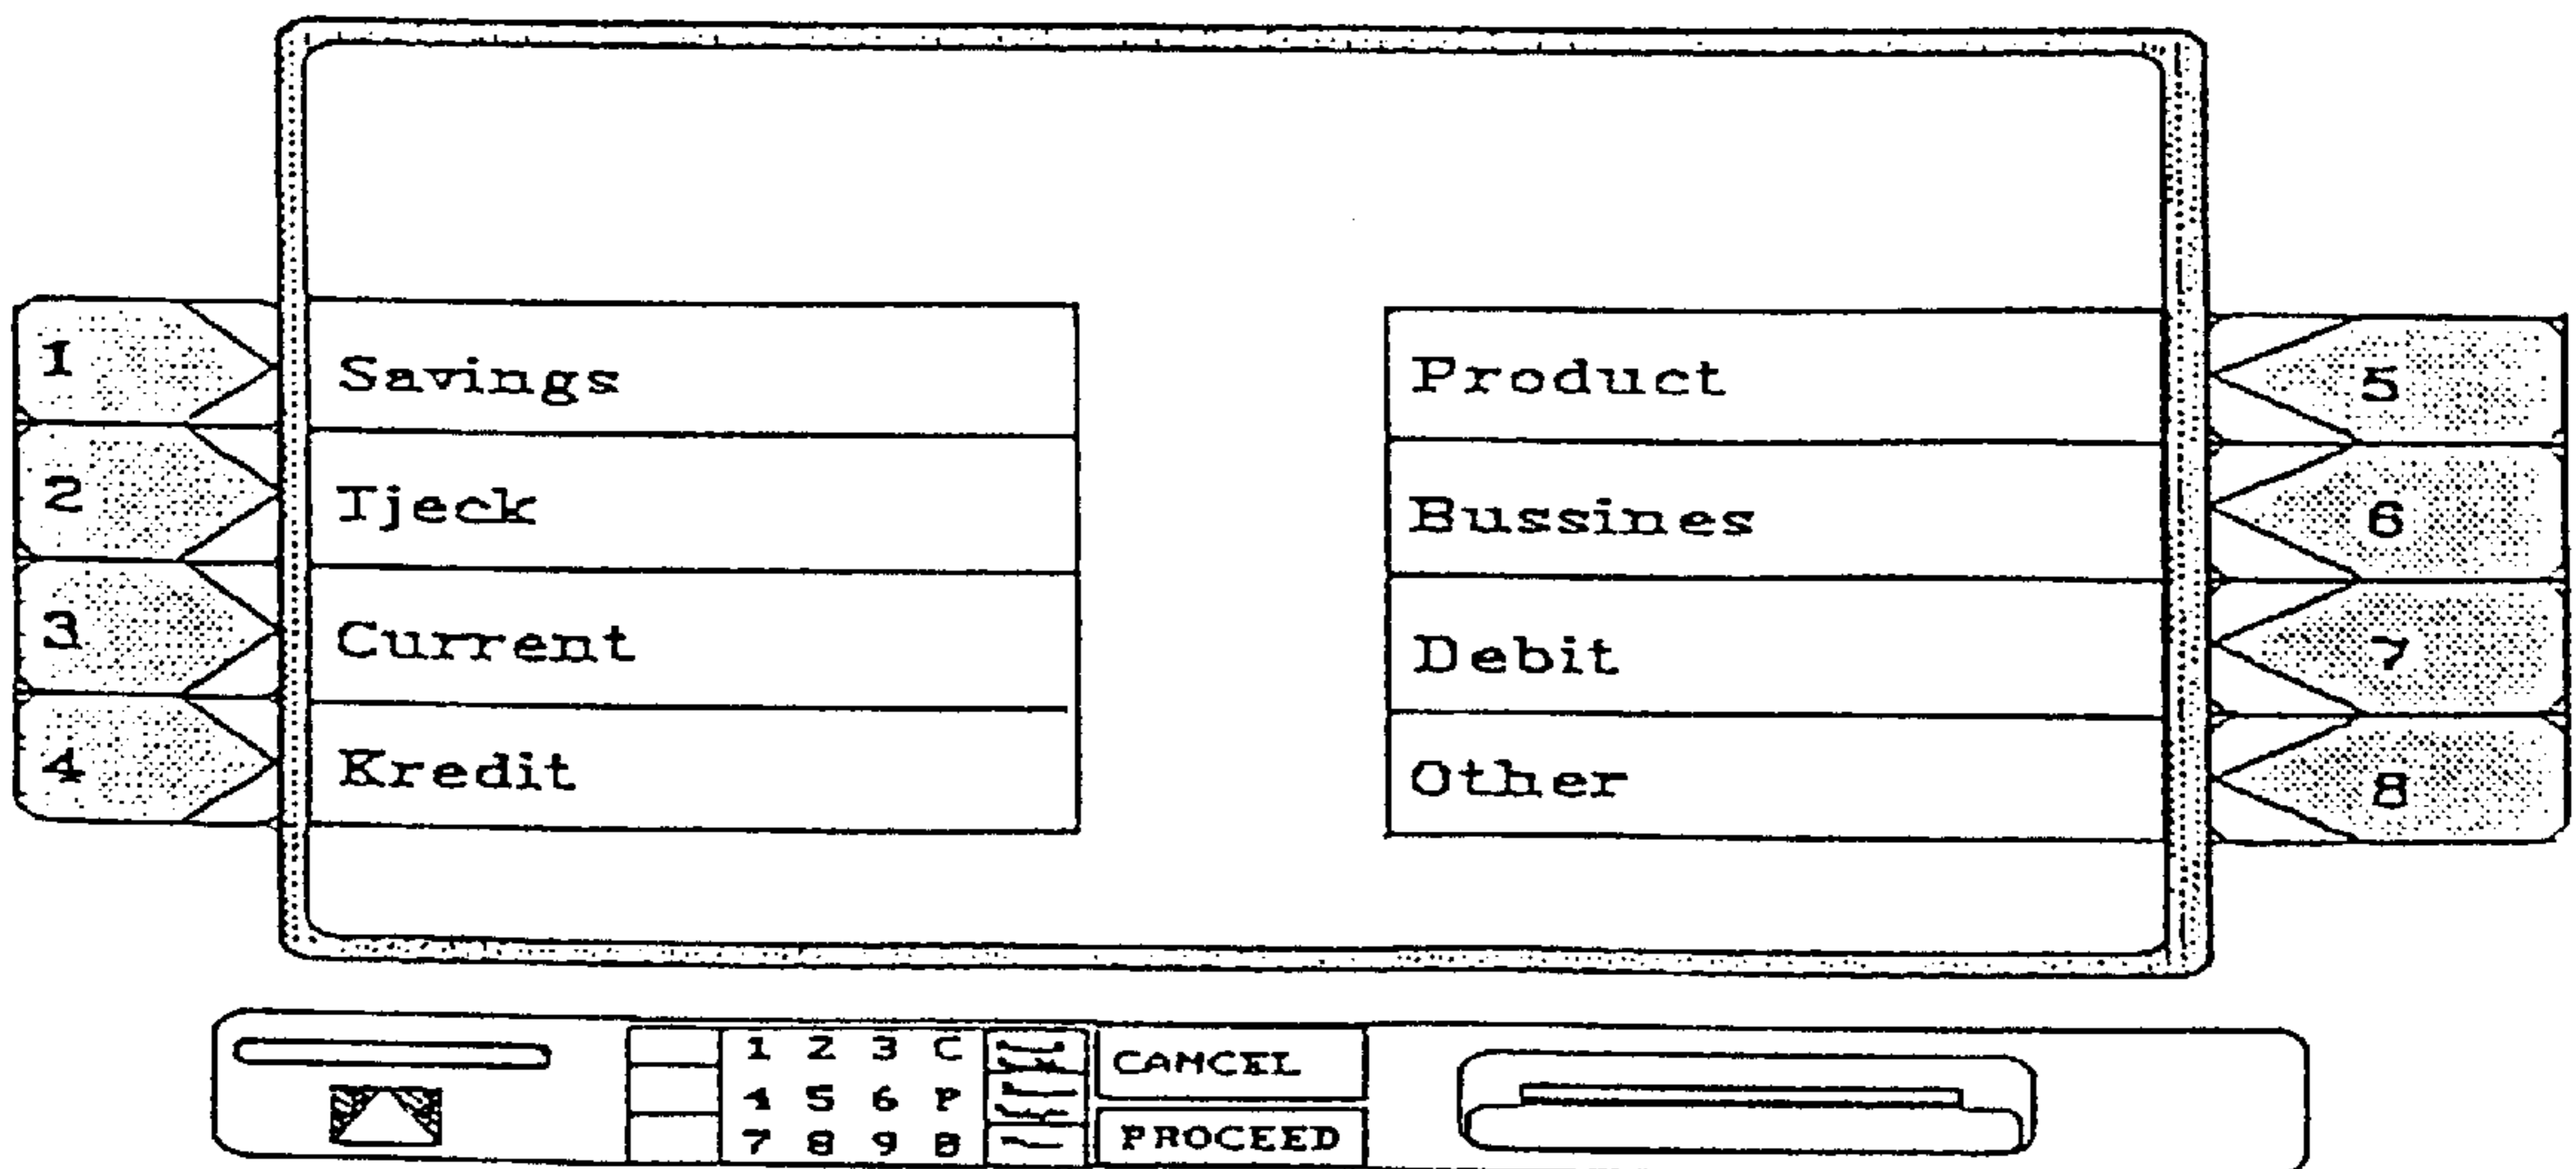 1 Savings
2 Tjeck
3 Current
4 Kredit
Product 5
Bussines 6
Debit 7
Other 8
1 2 3 C
4 5 6 P
7 8 9 0
CANCEL
PROCEED